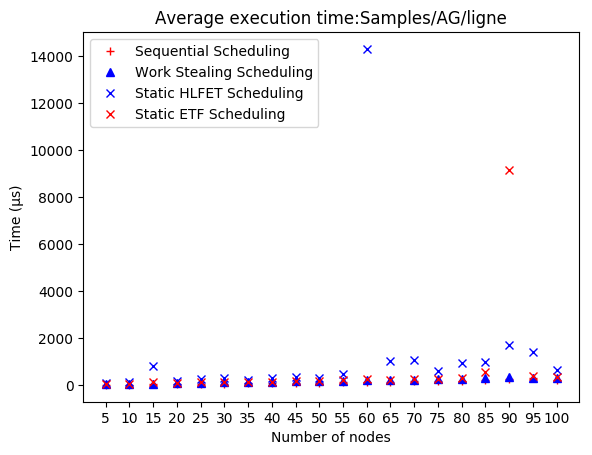 Average execution time:Samples/AG/ligne
Sequential Scheduling
Work Stealing Scheduling
Static HLFET Scheduling
Static ETF Scheduling
14000
12000
10000
8000
6000
4000
2000
0
Time (µs)
5 10 15 20 25 30 35 40 45 50 55 60 65 70 75 80 85 90 95 100
Number of nodes